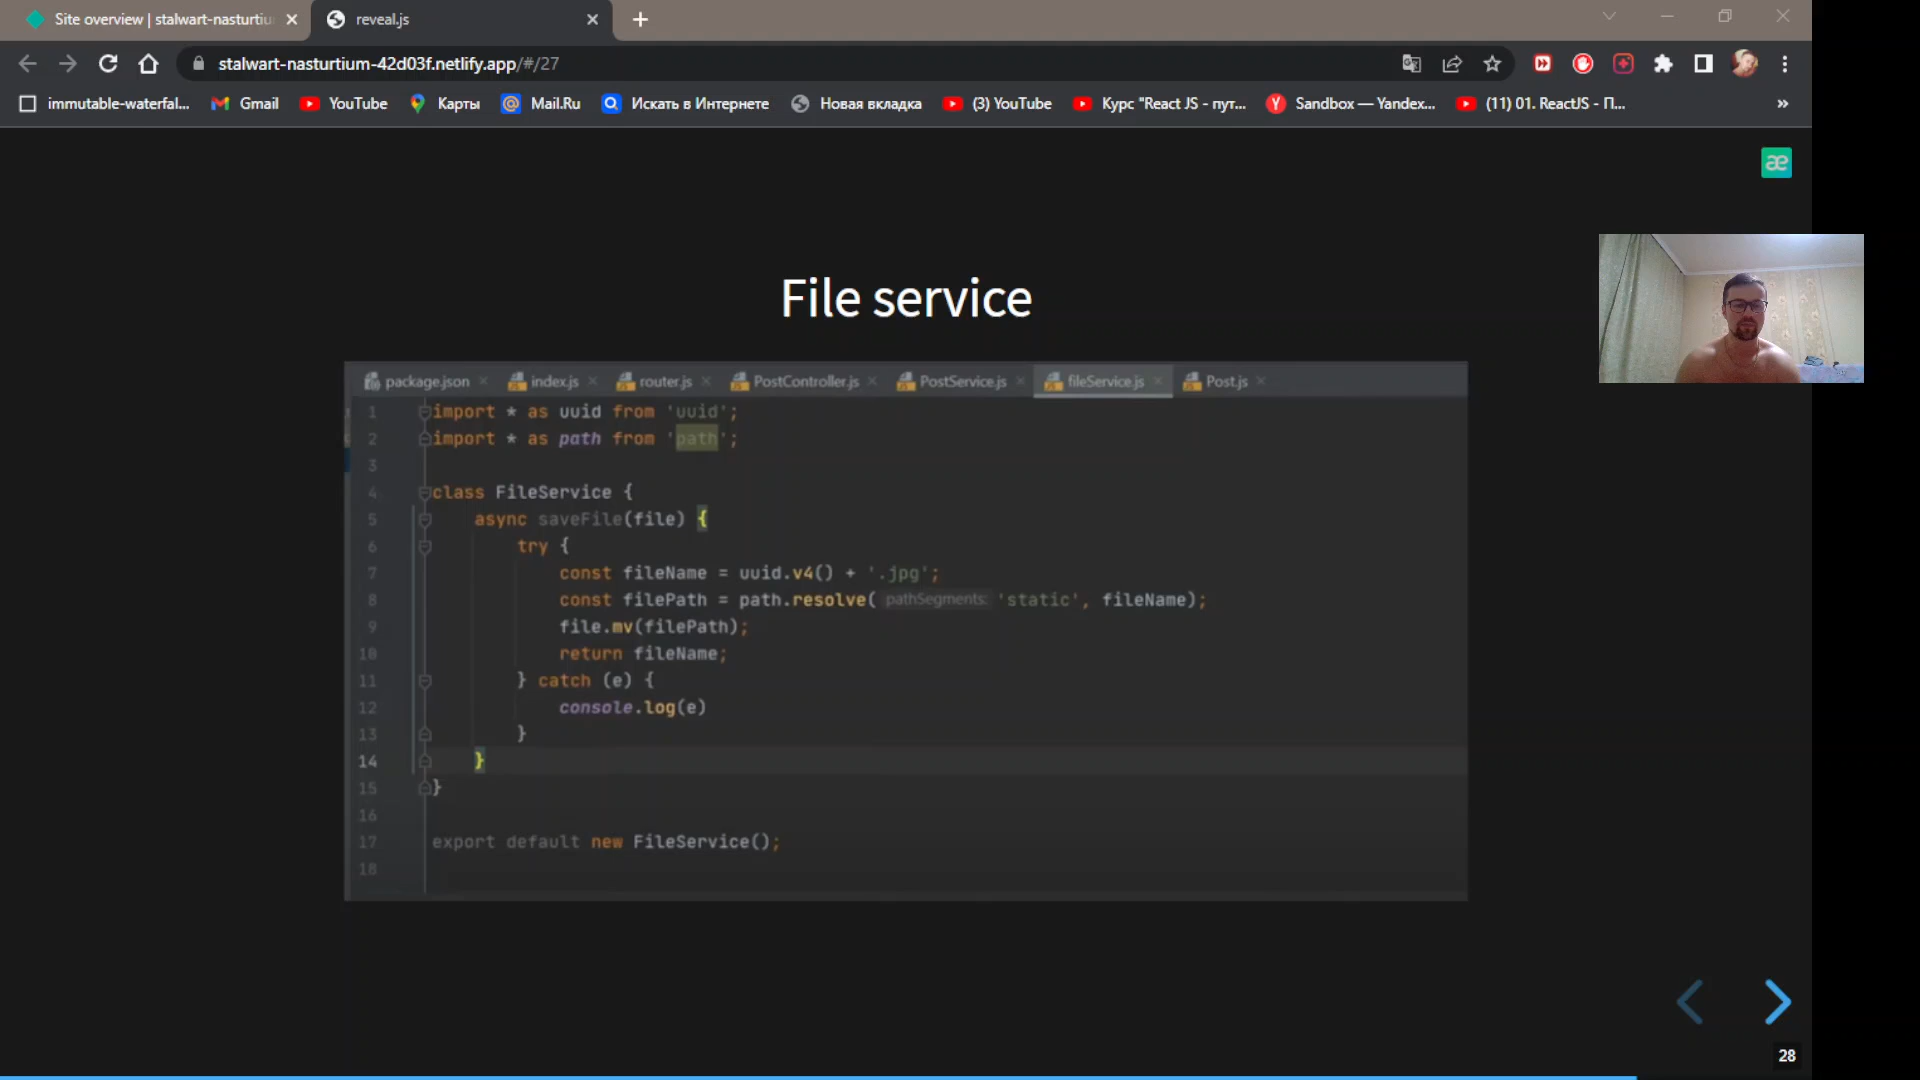 Site overview | stalwart-nasturtiu
reveal.js
stalwart-nasturtium-42d03f.netlify.app/#/27
immutable-waterfal...
Gmail
YouTube
Карты
Mail.Ru
Искать в Интернете
Новая вкладка
(3) YouTube
Курс "React JS - пут...
Sandbox — Yandex...
(11) 01. ReactJS - П...
»
æ
File service
package.json
index.js
router.js
PostController.js
PostService.js
fileService.js
Post.js
1 import * as uuid from 'uuid';
2 import * as path from 'path';
3
4 class FileService {
5 async saveFile(file) {
6 try {
7 const fileName = uuid.v4() + '.jpg';
8 const filePath = path.resolve( pathSegments: 'static', fileName);
9 file.mv(filePath);
10 return fileName;
11 } catch (e) {
12 console.log(e)
13 }
14 }
15 }
16
17 export default new FileService();
18
28